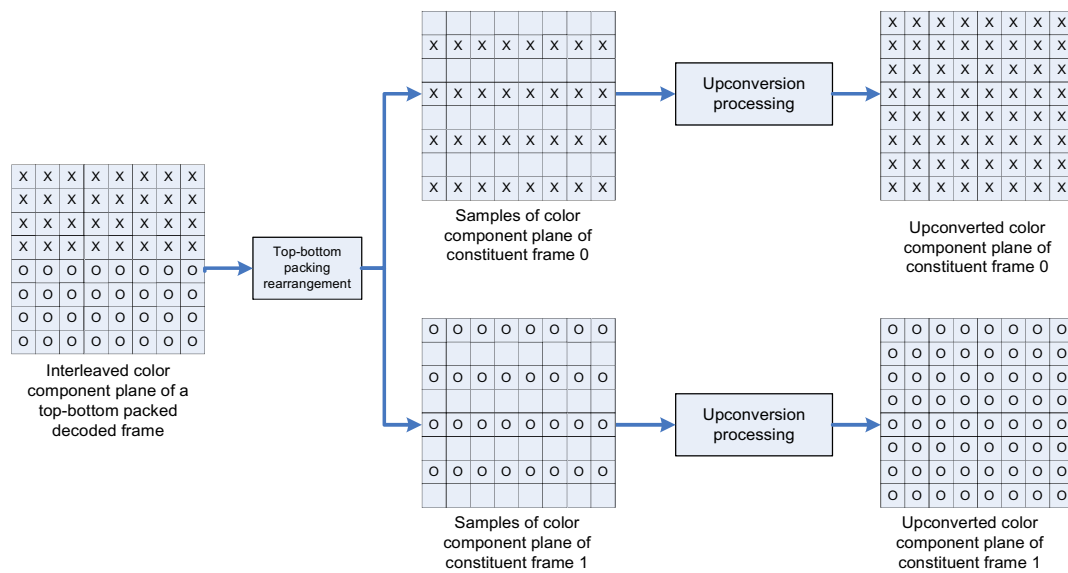 X X X X X X X X
X X X X X X X X
X X X X X X X X
X X X X X X X X
O O O O O O O O
O O O O O O O O
O O O O O O O O
O O O O O O O O
Interleaved color
component plane of a
top-bottom packed
decoded frame
Top-bottom
packing
rearrangement
X X X X X X X X
X X X X X X X X
X X X X X X X X
X X X X X X X X
Samples of color
component plane of
constituent frame 0
Upconversion
processing
X X X X X X X X
X X X X X X X X
X X X X X X X X
X X X X X X X X
X X X X X X X X
X X X X X X X X
X X X X X X X X
X X X X X X X X
Upconverted color
component plane of
constituent frame 0
O O O O O O O O
O O O O O O O O
O O O O O O O O
O O O O O O O O
Samples of color
component plane of
constituent frame 1
Upconversion
processing
O O O O O O O O
O O O O O O O O
O O O O O O O O
O O O O O O O O
O O O O O O O O
O O O O O O O O
O O O O O O O O
O O O O O O O O
Upconverted color
component plane of
constituent frame 1